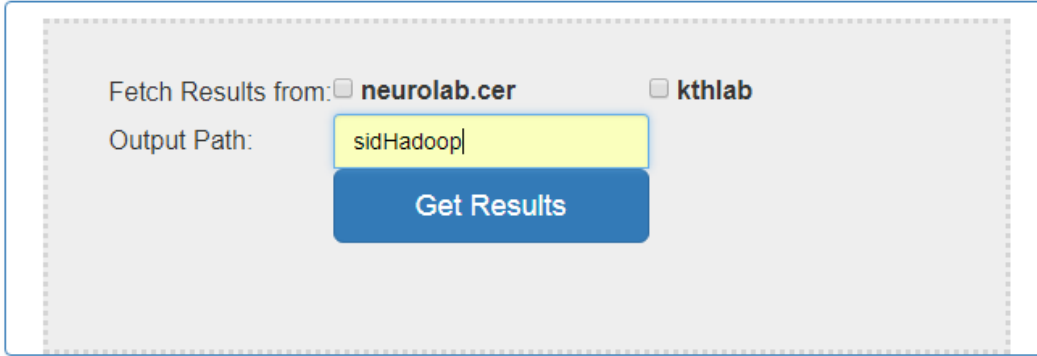 Fetch Results from: neurolab.cer kthlab
Output Path: sidHadoop
Get Results